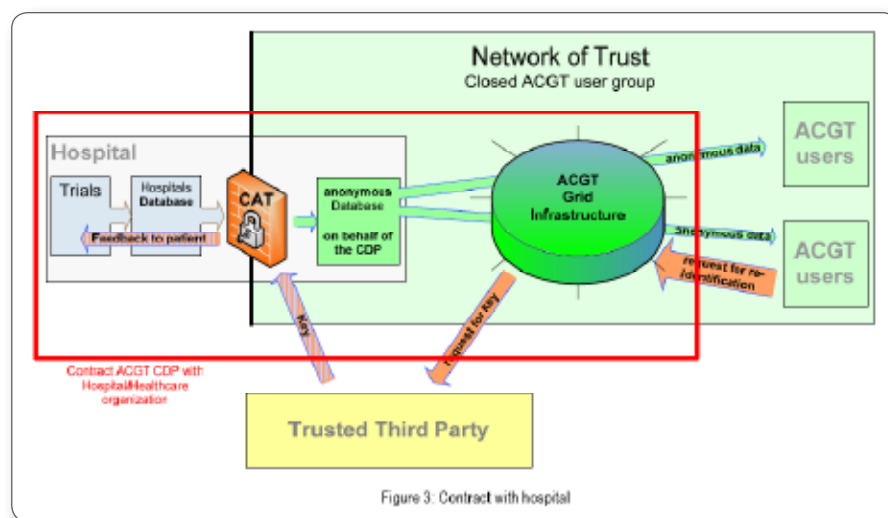 Network of Trust
Closed ACGT user group
Hospital
Trials
Hospitals
Database
CAT
anonymous
Database
on behalf of
the CDP
Feedback to patient
ACGT
Grid
Infrastructure
anonymous data
ACGT
users
anonymous data
ACGT
users
request for re-
identification
Key
request for Key
Contract ACGT CDP with
Hospital/Healthcare
organization
Trusted Third Party
Figure 3: Contract with hospital